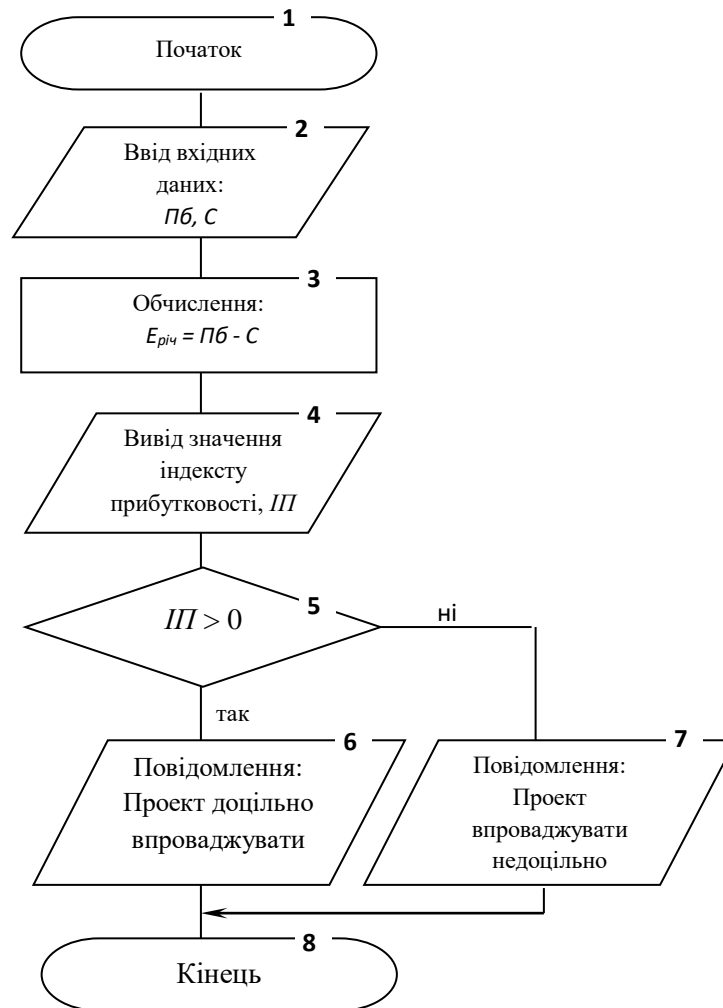 1
Початок
2
Ввід вхідних
даних:
Пб, С
3
Обчислення:
Eріч = Пб - С
4
Вивід значення
індексту
прибутковості, ІП
5
ІП > 0
ні
так
6
Повідомлення:
Проект доцільно
впроваджувати
7
Повідомлення:
Проект
впроваджувати
недоцільно
8
Кінець